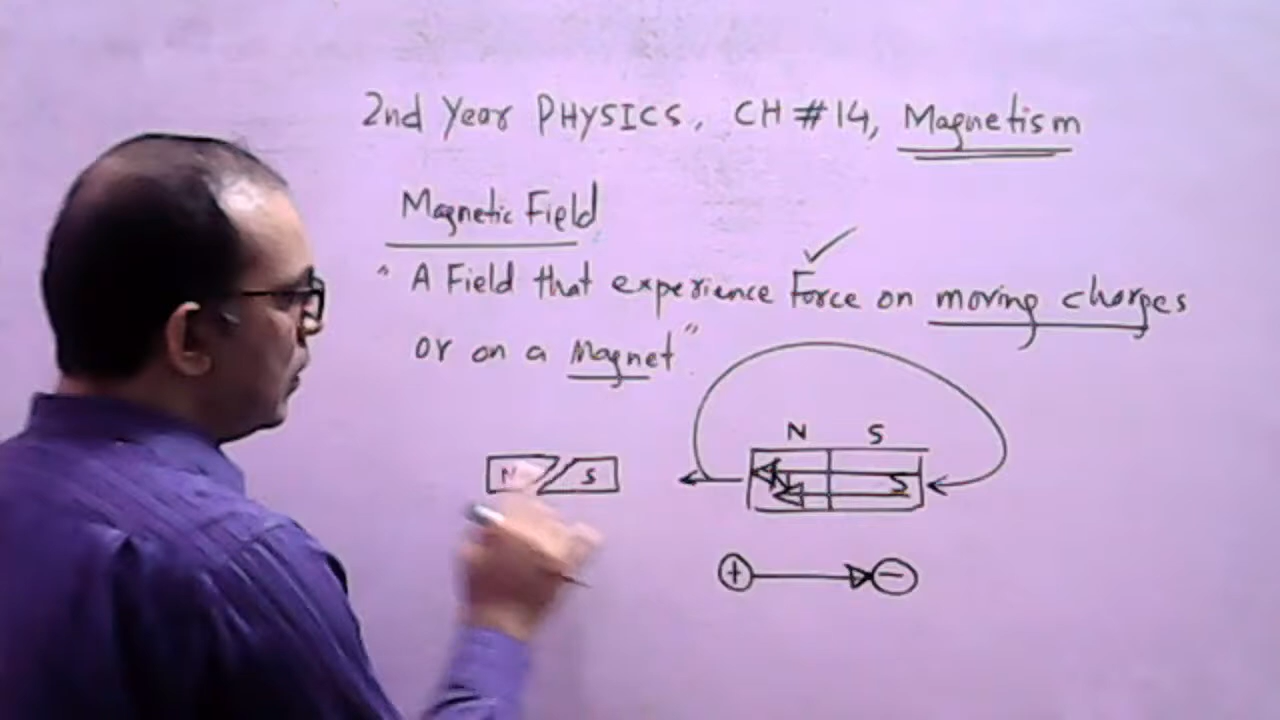 2nd Year PHYSICS, CH #14, Magnetism
Magnetic Field
" A Field that experience Force on moving charges
or on a Magnet"
N S
N S
S
+ −